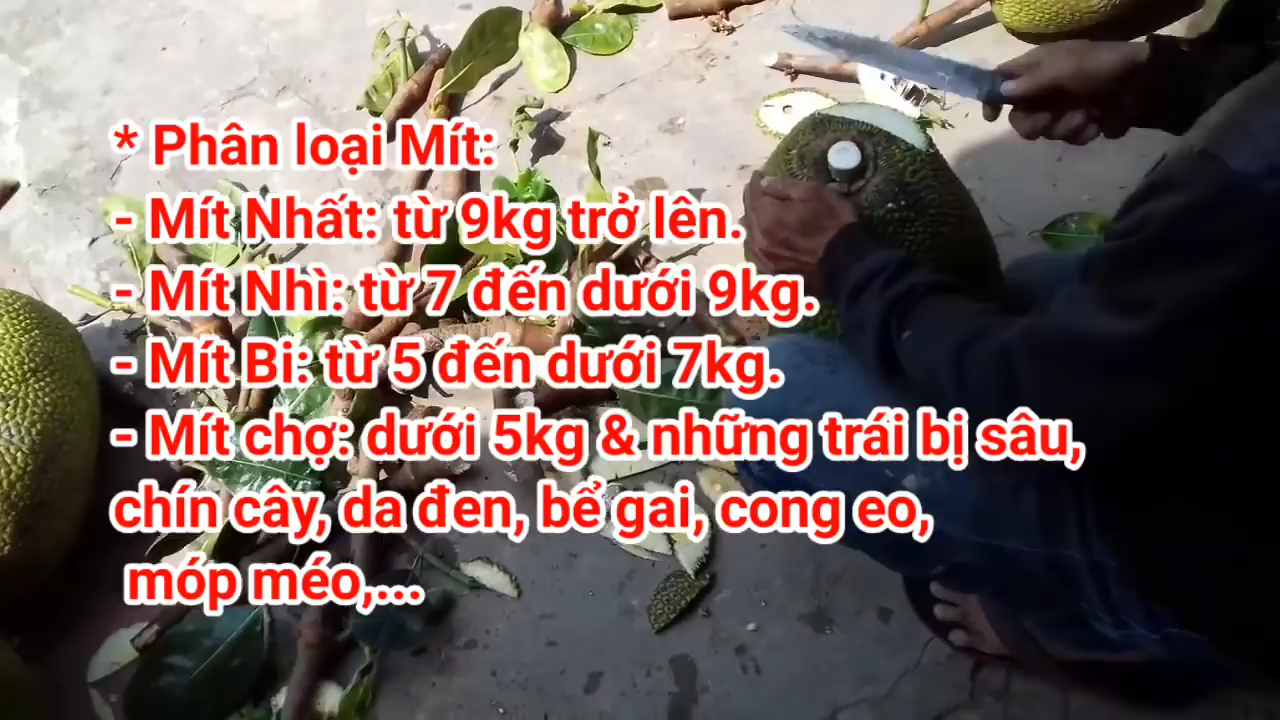 * Phân loại Mít:
- Mít Nhất: từ 9kg trở lên.
- Mít Nhì: từ 7 đến dưới 9kg.
- Mít Bi: từ 5 đến dưới 7kg.
- Mít chợ: dưới 5kg & những trái bị sâu,
chín cây, da đen, bể gai, cong eo,
móp méo,...